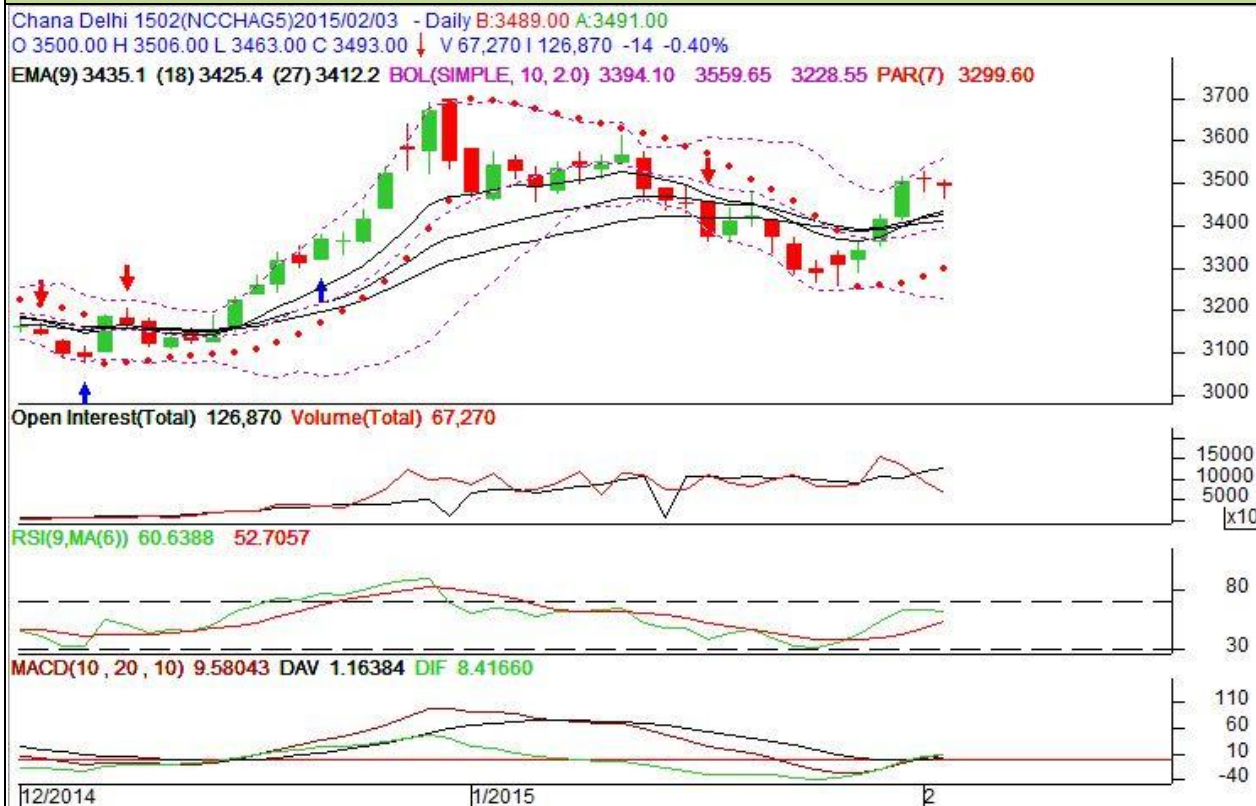 Chana Delhi 1502(NCCHAG5)2015/02/03 - Daily B:3489.00 A:3491.00
O 3500.00 H 3506.00 L 3463.00 C 3493.00 ↓ V 67,270 I 126,870 -14 -0.40%
EMA(9) 3435.1 (18) 3425.4 (27) 3412.2 BOL(SIMPLE, 10, 2.0) 3394.10 3559.65 3228.55 PAR(7) 3299.60
3700
3600
3500
3400
3300
3200
3100
3000
Open Interest(Total) 126,870 Volume(Total) 67,270
15000
10000
5000
x10
RSI(9,MA(6)) 60.6388 52.7057
80
30
MACD(10 , 20 , 10) 9.58043 DAV 1.16384 DIF 8.41660
110
60
10
-40
12/2014 1/2015 2